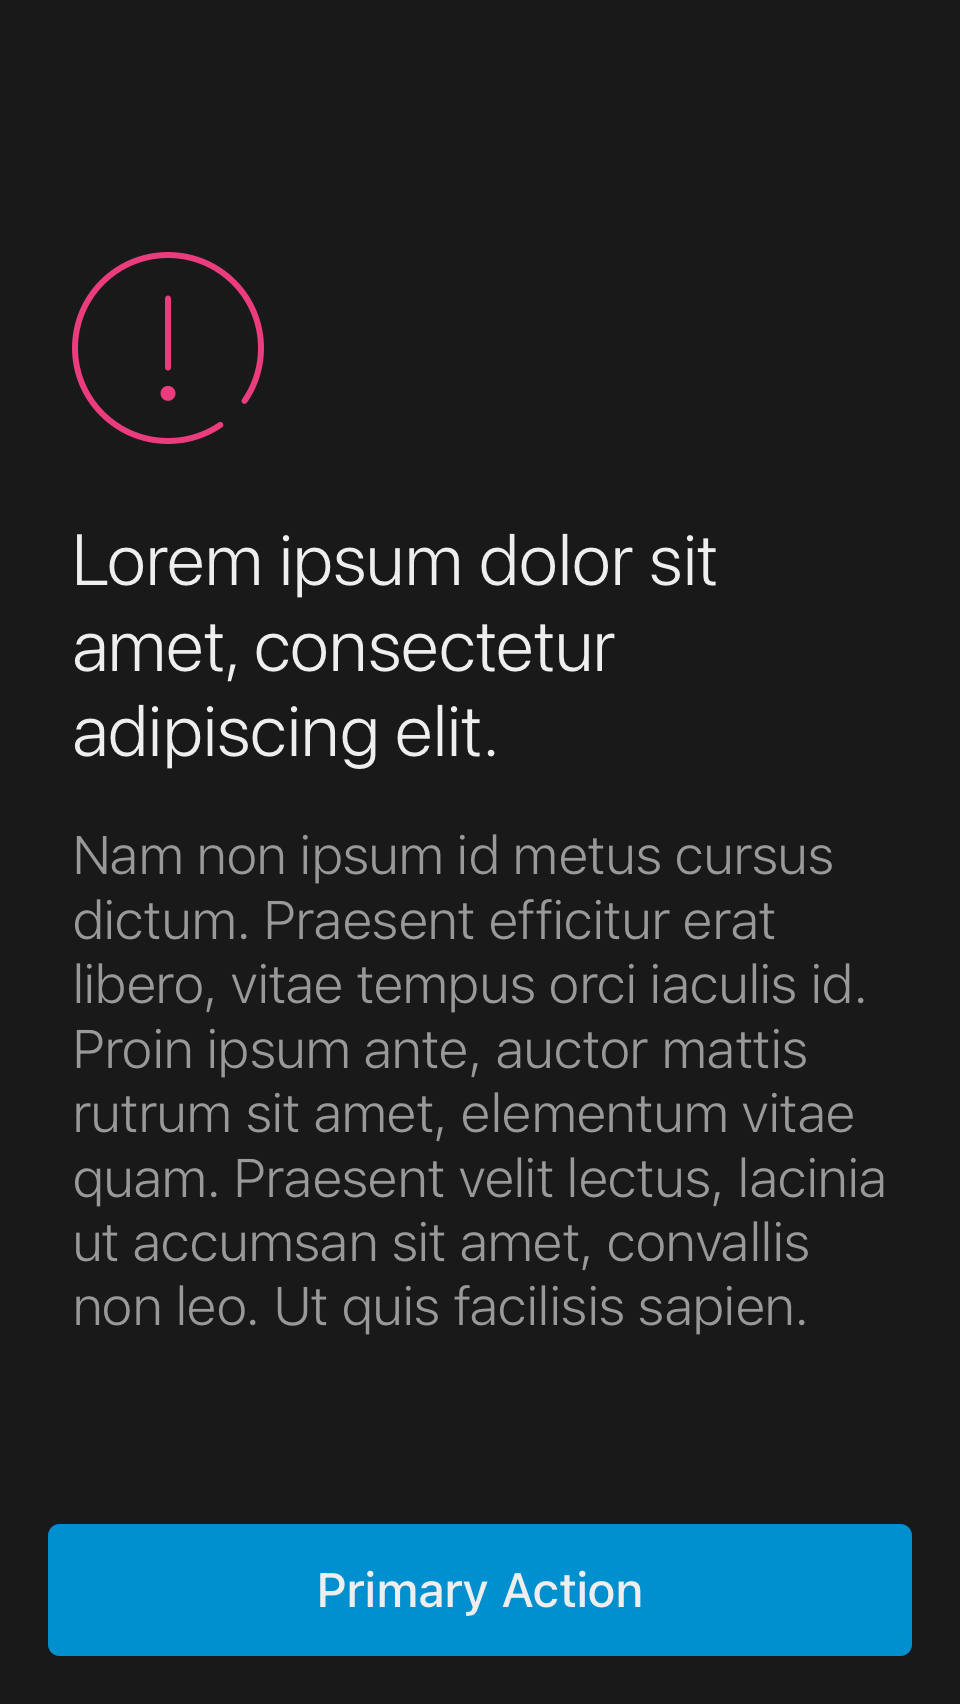 Lorem ipsum dolor sit
amet, consectetur
adipiscing elit.
Nam non ipsum id metus cursus
dictum. Praesent efficitur erat
libero, vitae tempus orci iaculis id.
Proin ipsum ante, auctor mattis
rutrum sit amet, elementum vitae
quam. Praesent velit lectus, lacinia
ut accumsan sit amet, convallis
non leo. Ut quis facilisis sapien.
Primary Action